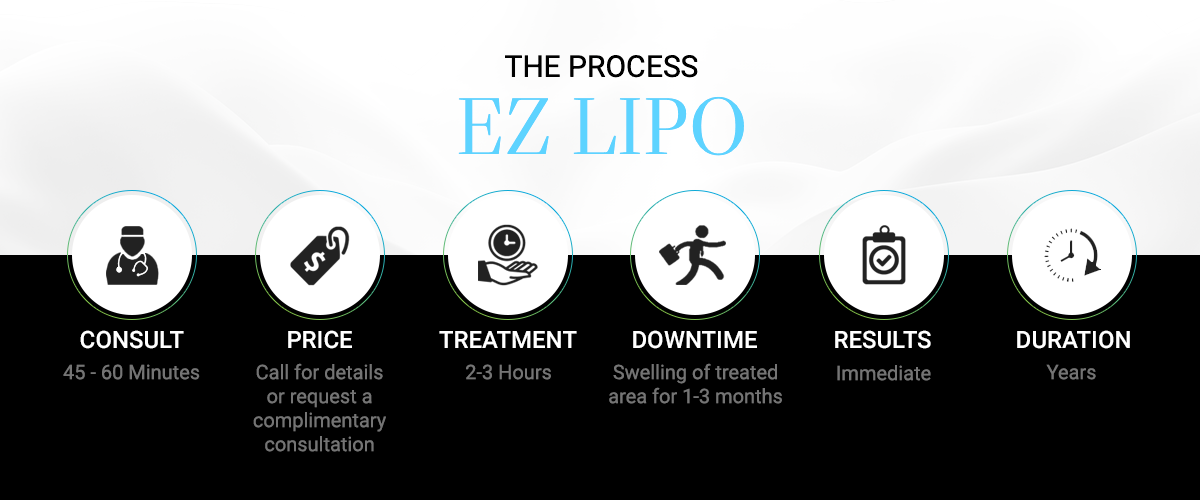 THE PROCESS
EZ LIPO
CONSULT
45 - 60 Minutes
PRICE
Call for details
or request a
complimentary
consultation
TREATMENT
2-3 Hours
DOWNTIME
Swelling of treated
area for 1-3 months
RESULTS
Immediate
DURATION
Years